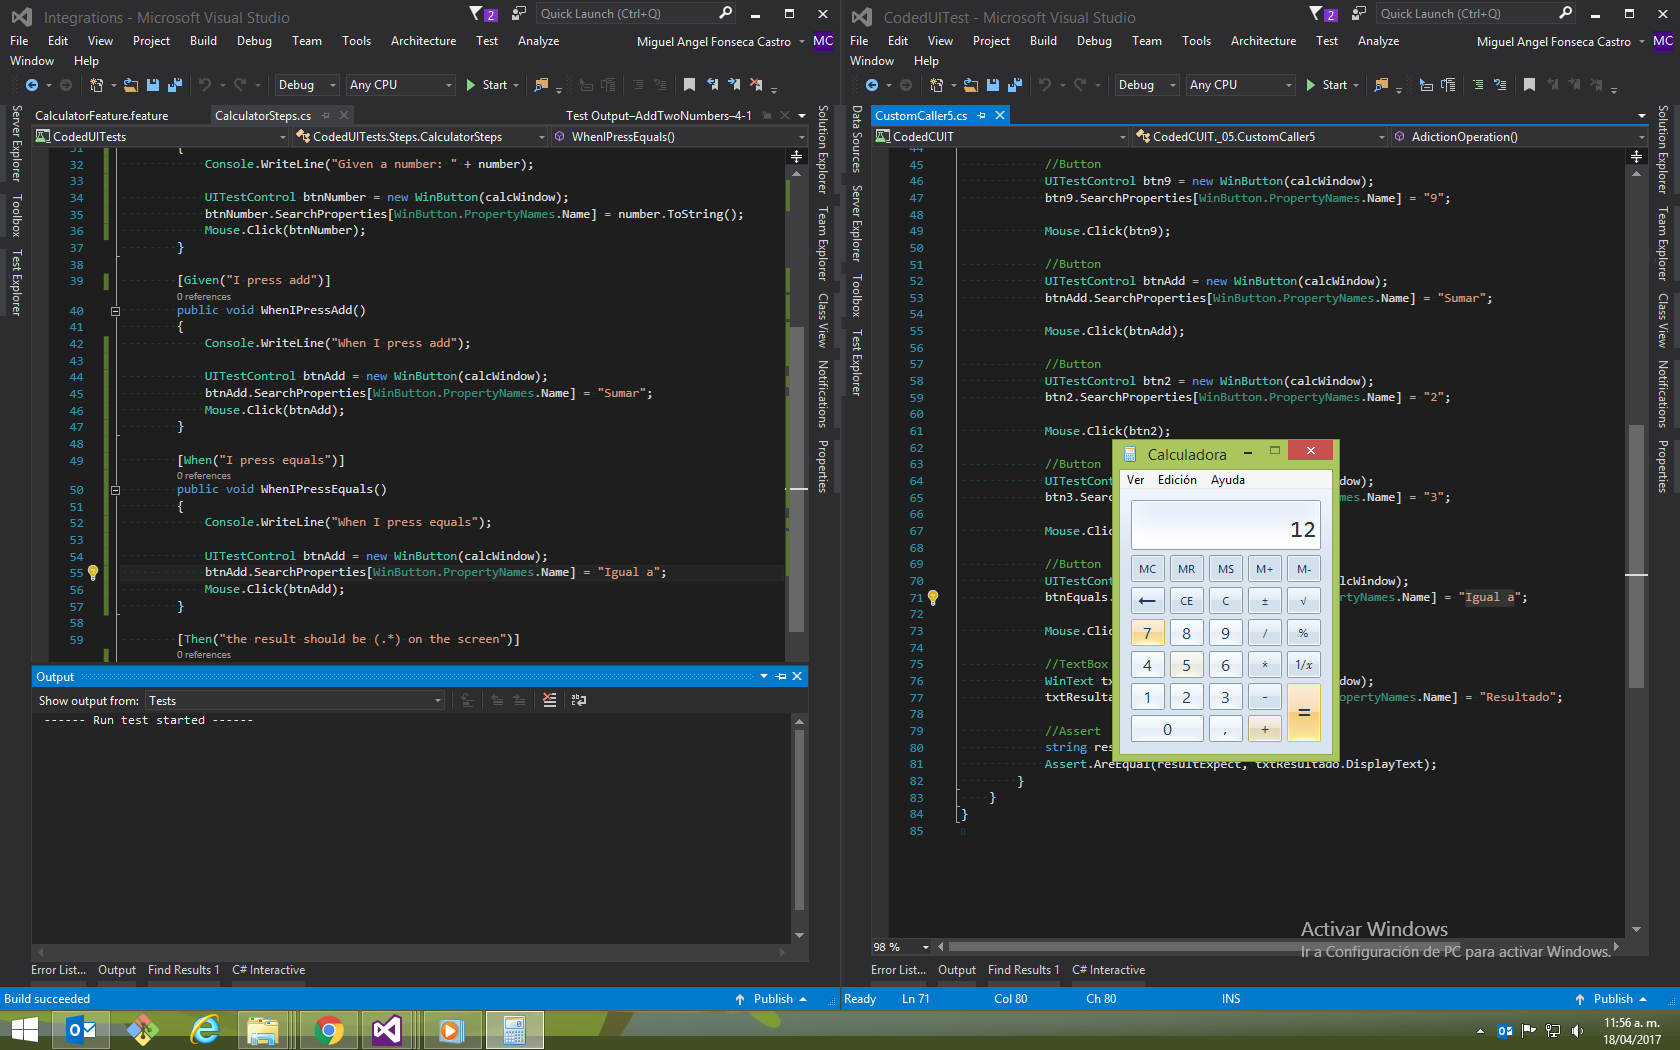 Integrations - Microsoft Visual Studio
2
Quick Launch (Ctrl+Q)
File Edit View Project Build Debug Team Tools Architecture Test Analyze
Miguel Angel Fonseca Castro MC
Window Help
Debug Any CPU Start
CalculatorFeature.feature CalculatorSteps.cs Test Output–AddTwoNumbers–4-1
CodedUITests CodedUITests.Steps.CalculatorSteps WhenIPressEquals()
Server Explorer
Toolbox
Test Explorer
31 {
32 Console.WriteLine("Given a number: " + number);
33
34 UITestControl btnNumber = new WinButton(calcWindow);
35 btnNumber.SearchProperties[WinButton.PropertyNames.Name] = number.ToString();
36 Mouse.Click(btnNumber);
37 }
38
39 [Given("I press add")]
0 references
40 public void WhenIPressAdd()
41 {
42 Console.WriteLine("When I press add");
43
44 UITestControl btnAdd = new WinButton(calcWindow);
45 btnAdd.SearchProperties[WinButton.PropertyNames.Name] = "Sumar";
46 Mouse.Click(btnAdd);
47 }
48
49 [When("I press equals")]
0 references
50 public void WhenIPressEquals()
51 {
52 Console.WriteLine("When I press equals");
53
54 UITestControl btnAdd = new WinButton(calcWindow);
55 btnAdd.SearchProperties[WinButton.PropertyNames.Name] = "Igual a";
56 Mouse.Click(btnAdd);
57 }
58
59 [Then("the result should be (.*) on the screen")]
0 references
Solution Explorer
Team Explorer
Class View
Notifications
Properties
Output
Show output from: Tests
------ Run test started ------
Error List... Output Find Results 1 C# Interactive
Build succeeded Publish
CodedUITest - Microsoft Visual Studio
2
Quick Launch (Ctrl+Q)
File Edit View Project Build Debug Team Tools Architecture Test Analyze
Miguel Angel Fonseca Castro MC
Window Help
Debug Any CPU Start
CustomCaller5.cs
CodedCUIT CodedCUIT._05.CustomCaller5 AdictionOperation()
Data Sources
Server Explorer
Toolbox
Test Explorer
44
45 //Button
46 UITestControl btn9 = new WinButton(calcWindow);
47 btn9.SearchProperties[WinButton.PropertyNames.Name] = "9";
48
49 Mouse.Click(btn9);
50
51 //Button
52 UITestControl btnAdd = new WinButton(calcWindow);
53 btnAdd.SearchProperties[WinButton.PropertyNames.Name] = "Sumar";
54
55 Mouse.Click(btnAdd);
56
57 //Button
58 UITestControl btn2 = new WinButton(calcWindow);
59 btn2.SearchProperties[WinButton.PropertyNames.Name] = "2";
60
61 Mouse.Click(btn2);
62
63 //Button
64 UITestCont dow);
65 btn3.Searc mes.Name] = "3";
66
67 Mouse.Clic
68
69 //Button
70 UITestCont lcWindow);
71 btnEquals. rtyNames.Name] = "Igual a";
72
73 Mouse.Clic
74
75 //TextBox
76 WinText tx dow);
77 txtResulta pertyNames.Name] = "Resultado";
78
79 //Assert
80 string res
81 Assert.AreEqual(resultExpect, txtResultado.DisplayText);
82 }
83 }
84 }
85
Solution Explorer
Team Explorer
Class View
Notifications
Properties
Calculadora
Ver Edición Ayuda
12
MC MR MS M+ M-
← CE C ± √
7 8 9 / %
4 5 6 * 1/x
1 2 3 - =
0 , +
98 %
Activar Windows
Ir a Configuración de PC para activar Windows.
Error List... Output Find Results 1 C# Interactive
Ready Ln 71 Col 80 Ch 80 INS Publish
11:56 a. m.
18/04/2017